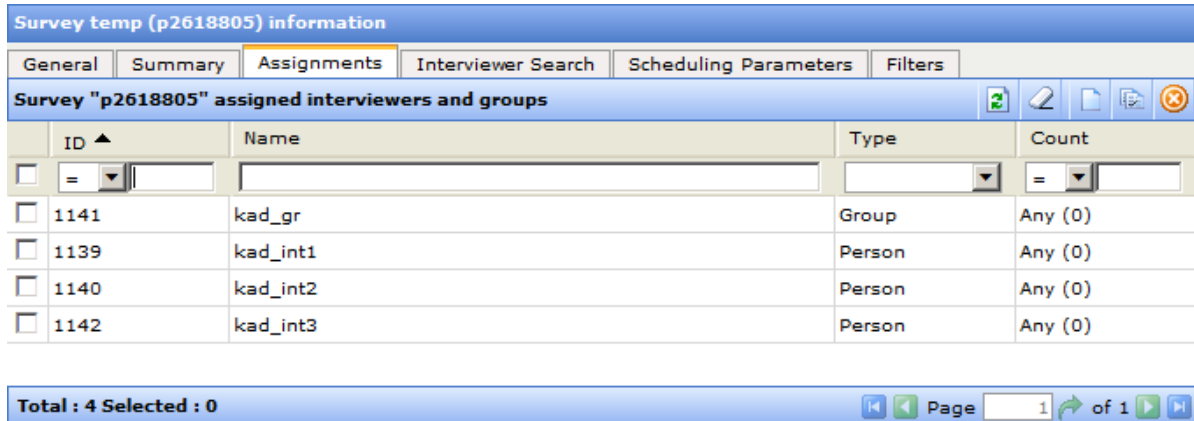 Survey temp (p2618805) information
General Summary Assignments Interviewer Search Scheduling Parameters Filters
Survey "p2618805" assigned interviewers and groups
ID Name Type Count
= =
1141 kad_gr Group Any (0)
1139 kad_int1 Person Any (0)
1140 kad_int2 Person Any (0)
1142 kad_int3 Person Any (0)
Total : 4 Selected : 0 Page 1 of 1